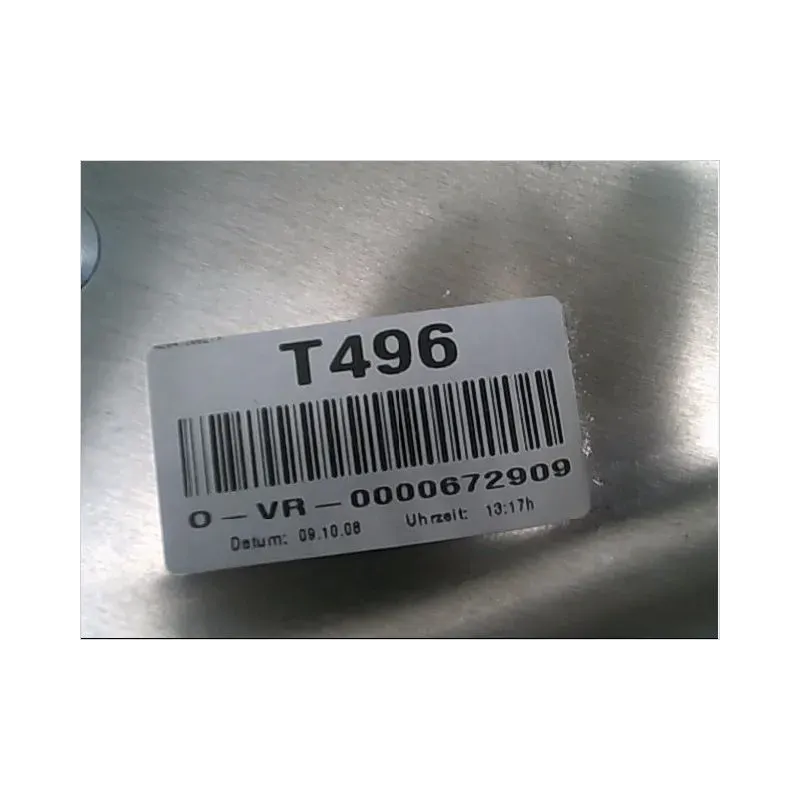 T496
O-VR-0000672909
Datum: 09.10.08 Uhrzeit: 13:17h